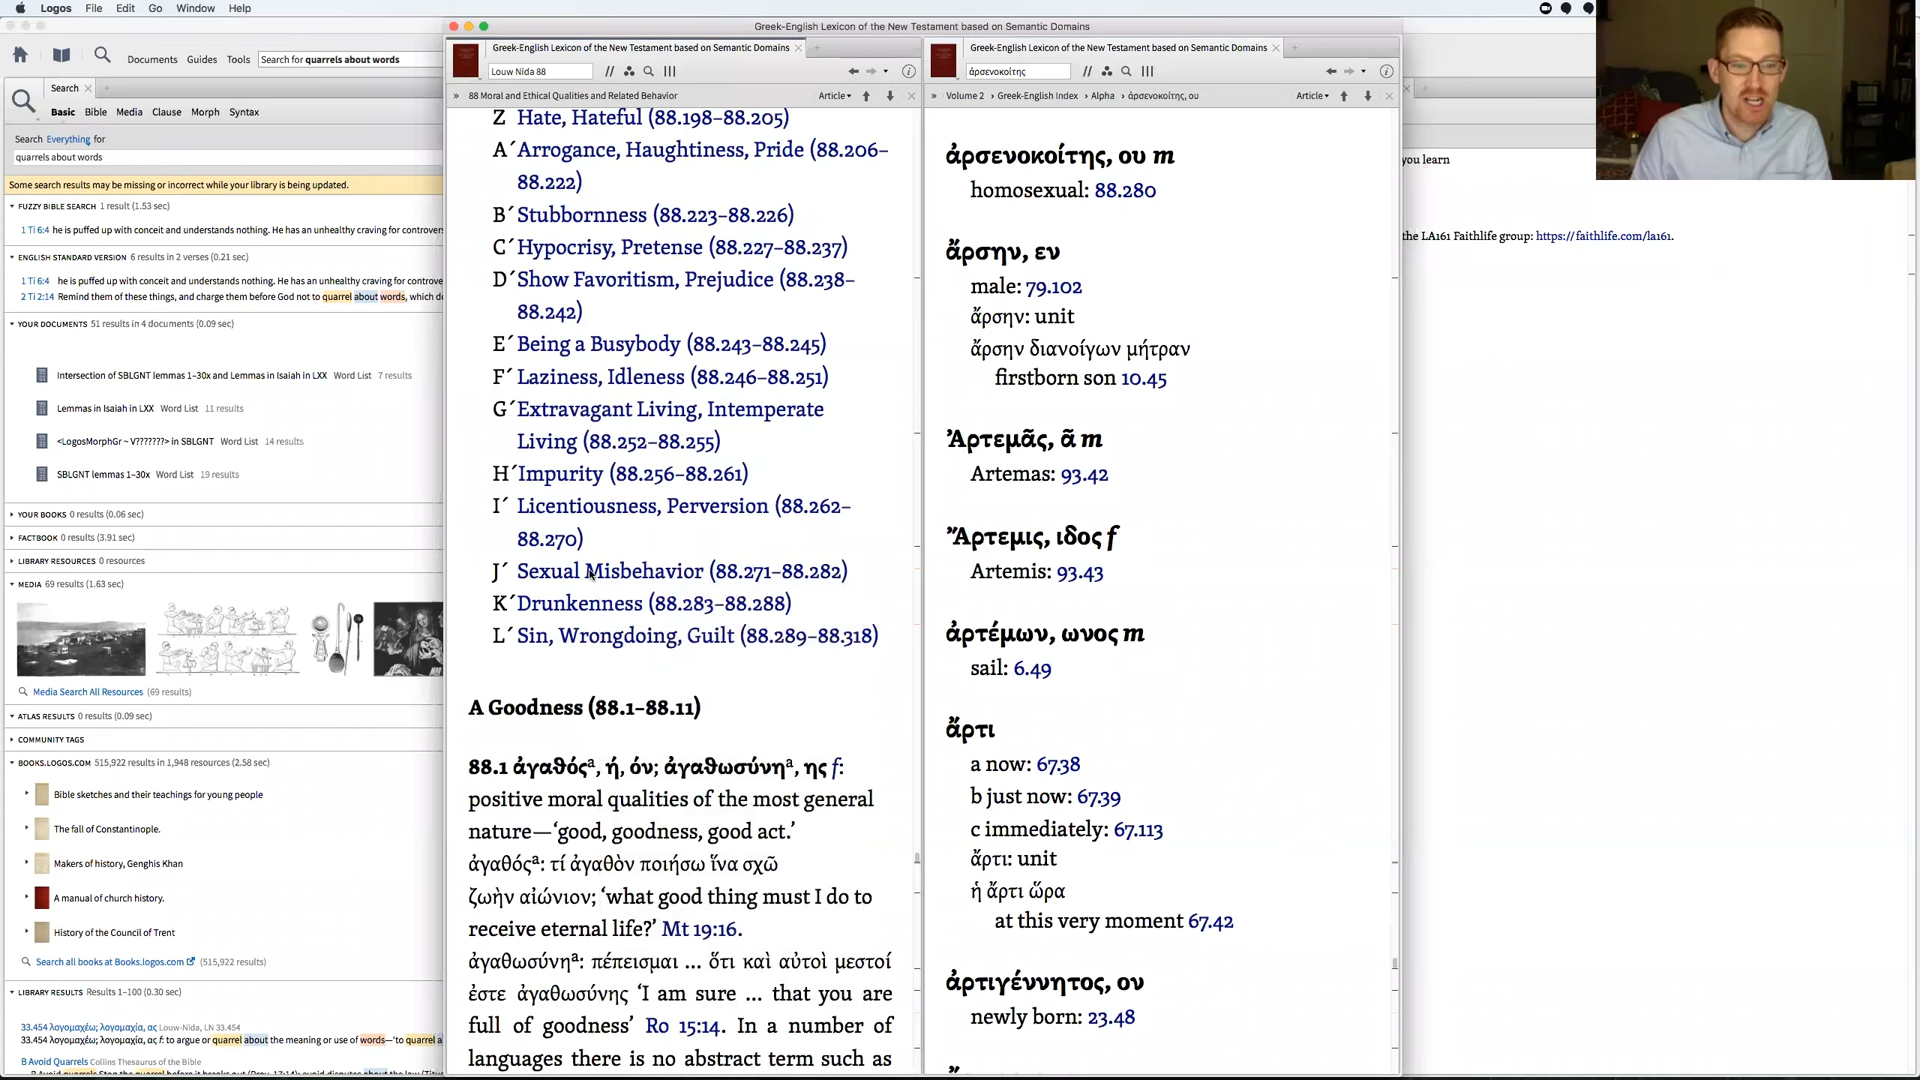 Logos File Edit Go Window Help
Greek-English Lexicon of the New Testament based on Semantic Domains
Documents Guides Tools Search for quarrels about words
Search
Basic Bible Media Clause Morph Syntax
Search Everything for
quarrels about words
Some search results may be missing or incorrect while your library is being updated.
FUZZY BIBLE SEARCH 1 result (1.53 sec)
1 Ti 6:4 he is puffed up with conceit and understands nothing. He has an unhealthy craving for controvers
ENGLISH STANDARD VERSION 6 results in 2 verses (0.21 sec)
1 Ti 6:4 he is puffed up with conceit and understands nothing. He has an unhealthy craving for controve
2 Ti 2:14 Remind them of these things, and charge them before God not to quarrel about words, which d
YOUR DOCUMENTS 51 results in 4 documents (0.09 sec)
Intersection of SBLGNT lemmas 1–30x and Lemmas in Isaiah in LXX Word List 7 results
Lemmas in Isaiah in LXX Word List 11 results
<LogosMorphGr ~ V???????> in SBLGNT Word List 14 results
SBLGNT lemmas 1–30x Word List 19 results
YOUR BOOKS 0 results (0.06 sec)
FACTBOOK 0 results (3.91 sec)
LIBRARY RESOURCES 0 resources
MEDIA 69 results (1.63 sec)
Media Search All Resources (69 results)
ATLAS RESULTS 0 results (0.09 sec)
COMMUNITY TAGS
BOOKS.LOGOS.COM 515,922 results in 1,948 resources (2.58 sec)
Bible sketches and their teachings for young people
The fall of Constantinople.
Makers of history, Genghis Khan
A manual of church history.
History of the Council of Trent
Search all books at Books.logos.com (515,922 results)
LIBRARY RESULTS Results 1–100 (0.30 sec)
33.454 λογομαχέω; λογομαχία, ας Louw-Nida, LN 33.454
33.454 λογομαχέω; λογομαχία, ας f: to argue or quarrel about the meaning or use of words—'to quarrel a
B Avoid Quarrels Collins Thesaurus of the Bible
Greek-English Lexicon of the New Testament based on Semantic Domains
Louw Nida 88
88 Moral and Ethical Qualities and Related Behavior Article
Z Hate, Hateful (88.198–88.205)
A´ Arrogance, Haughtiness, Pride (88.206–
88.222)
B´ Stubbornness (88.223–88.226)
C´ Hypocrisy, Pretense (88.227–88.237)
D´ Show Favoritism, Prejudice (88.238–
88.242)
E´ Being a Busybody (88.243–88.245)
F´ Laziness, Idleness (88.246–88.251)
G´ Extravagant Living, Intemperate
Living (88.252–88.255)
H´ Impurity (88.256–88.261)
I´ Licentiousness, Perversion (88.262–
88.270)
J´ Sexual Misbehavior (88.271–88.282)
K´ Drunkenness (88.283–88.288)
L´ Sin, Wrongdoing, Guilt (88.289–88.318)
A Goodness (88.1–88.11)
88.1 ἀγαθόςᵃ, ή, όν; ἀγαθωσύνηᵃ, ης f:
positive moral qualities of the most general
nature—‘good, goodness, good act.’
ἀγαθόςᵃ: τί ἀγαθὸν ποιήσω ἵνα σχῶ
ζωὴν αἰώνιον; ‘what good thing must I do to
receive eternal life?’ Mt 19:16.
ἀγαθωσύνηᵃ: πέπεισμαι ... ὅτι καὶ αὐτοὶ μεστοί
ἐστε ἀγαθωσύνης ‘I am sure ... that you are
full of goodness’ Ro 15:14. In a number of
languages there is no abstract term such as
Greek-English Lexicon of the New Testament based on Semantic Domains
ἀρσενοκοίτης
Volume 2 › Greek-English Index › Alpha › ἀρσενοκοίτης, ου Article
ἀρσενοκοίτης, ου m
homosexual: 88.280
ἄρσην, εν
male: 79.102
ἄρσην: unit
ἄρσην διανοίγων μήτραν
firstborn son 10.45
Ἀρτεμᾶς, ᾶ m
Artemas: 93.42
Ἄρτεμις, ιδος f
Artemis: 93.43
ἀρτέμων, ωνος m
sail: 6.49
ἄρτι
a now: 67.38
b just now: 67.39
c immediately: 67.113
ἄρτι: unit
ἡ ἄρτι ὥρα
at this very moment 67.42
ἀρτιγέννητος, ον
newly born: 23.48
you learn
the LA161 Faithlife group: https://faithlife.com/la161.